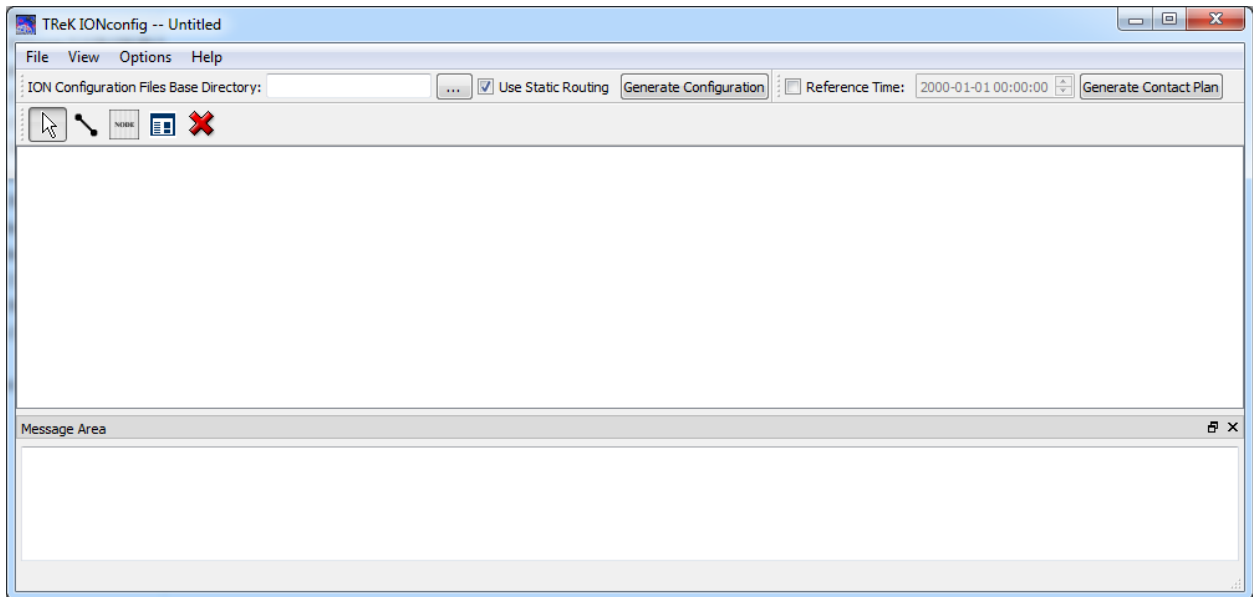 TReK IONconfig -- Untitled
File View Options Help
ION Configuration Files Base Directory: ... Use Static Routing Generate Configuration Reference Time: 2000-01-01 00:00:00 Generate Contact Plan
NODE
Message Area